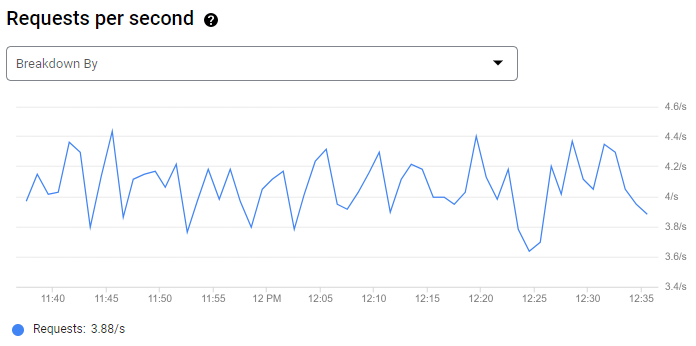 Requests per second
Breakdown By
4.6/s
4.4/s
4.2/s
4/s
3.8/s
3.6/s
3.4/s
11:40 11:45 11:50 11:55 12 PM 12:05 12:10 12:15 12:20 12:25 12:30 12:35
Requests: 3.88/s